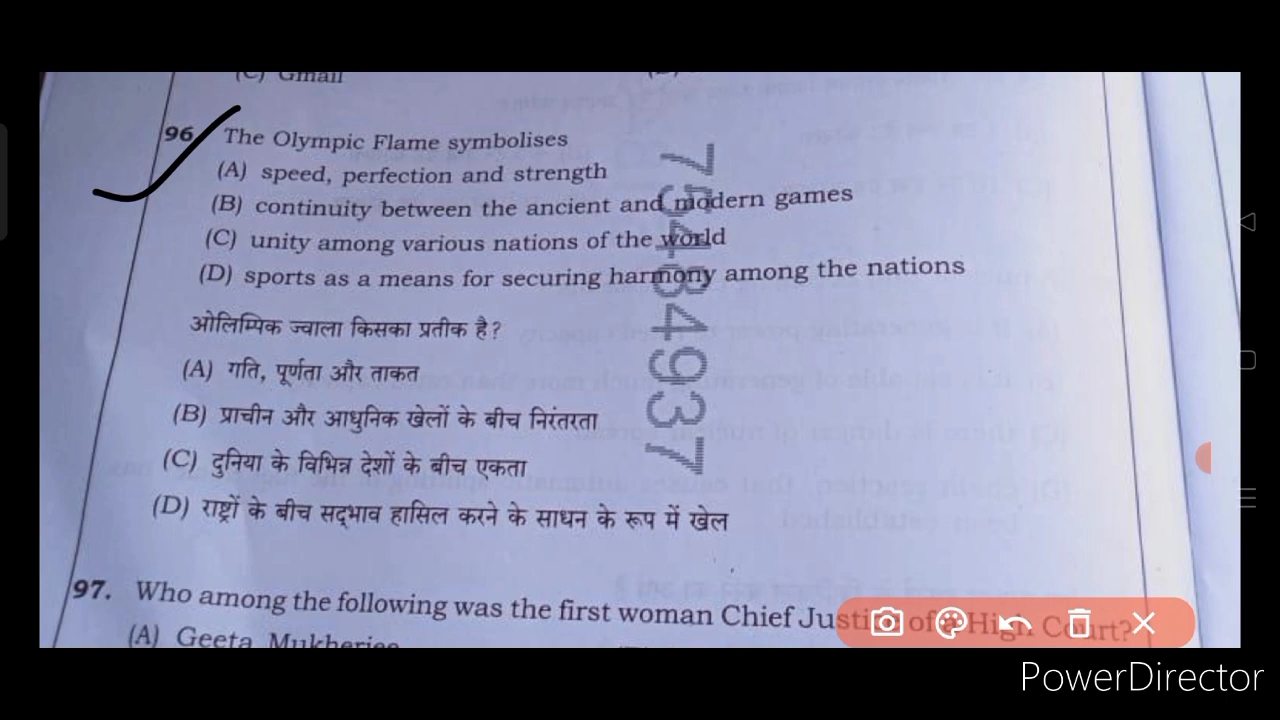 (C) Gmail
96. The Olympic Flame symbolises
(A) speed, perfection and strength
(B) continuity between the ancient and modern games
(C) unity among various nations of the world
(D) sports as a means for securing harmony among the nations
75484937
ओलिम्पिक ज्वाला किसका प्रतीक है?
(A) गति, पूर्णता और ताकत
(B) प्राचीन और आधुनिक खेलों के बीच निरंतरता
(C) दुनिया के विभिन्न देशों के बीच एकता
(D) राष्ट्रों के बीच सद्‌भाव हासिल करने के साधन के रूप में खेल
97. Who among the following was the first woman Chief Justice of a High Court?
(A) Geeta Mukherjee
PowerDirector